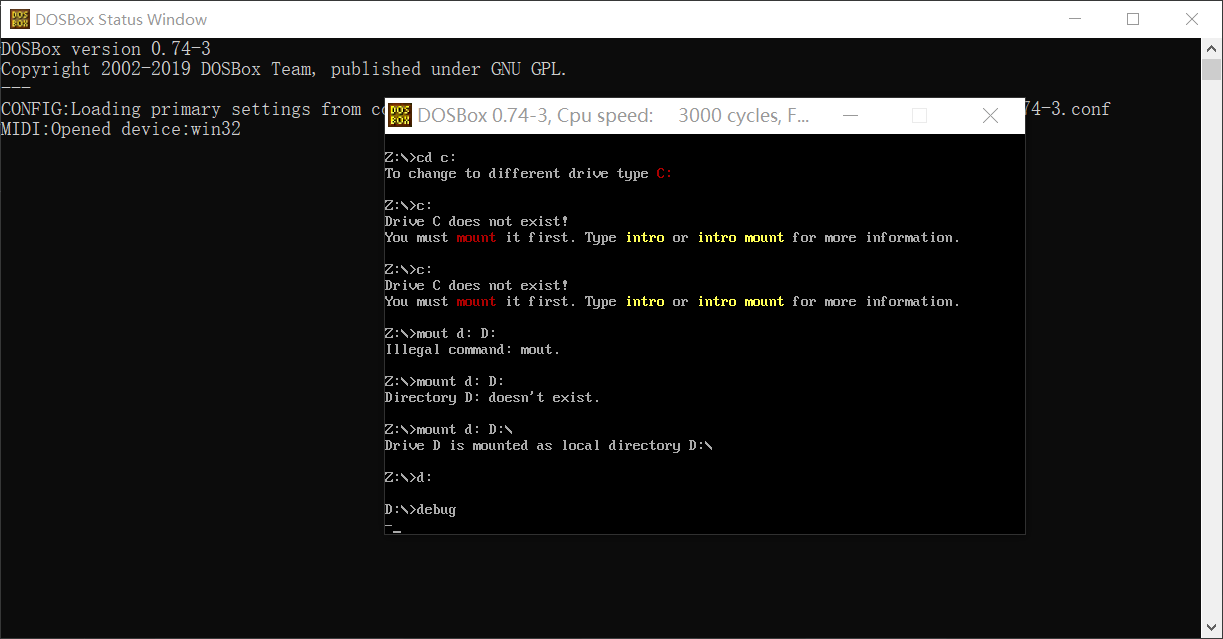 DOSBox Status Window
DOSBox version 0.74-3
Copyright 2002-2019 DOSBox Team, published under GNU GPL.
---
CONFIG:Loading primary settings from co
74-3.conf
MIDI:Opened device:win32
DOSBox 0.74-3, Cpu speed: 3000 cycles, F...
Z:\>cd c:
To change to different drive type C:
Z:\>c:
Drive C does not exist!
You must mount it first. Type intro or intro mount for more information.
Z:\>c:
Drive C does not exist!
You must mount it first. Type intro or intro mount for more information.
Z:\>mout d: D:
Illegal command: mout.
Z:\>mount d: D:
Directory D: doesn't exist.
Z:\>mount d: D:\
Drive D is mounted as local directory D:\
Z:\>d:
D:\>debug
-_